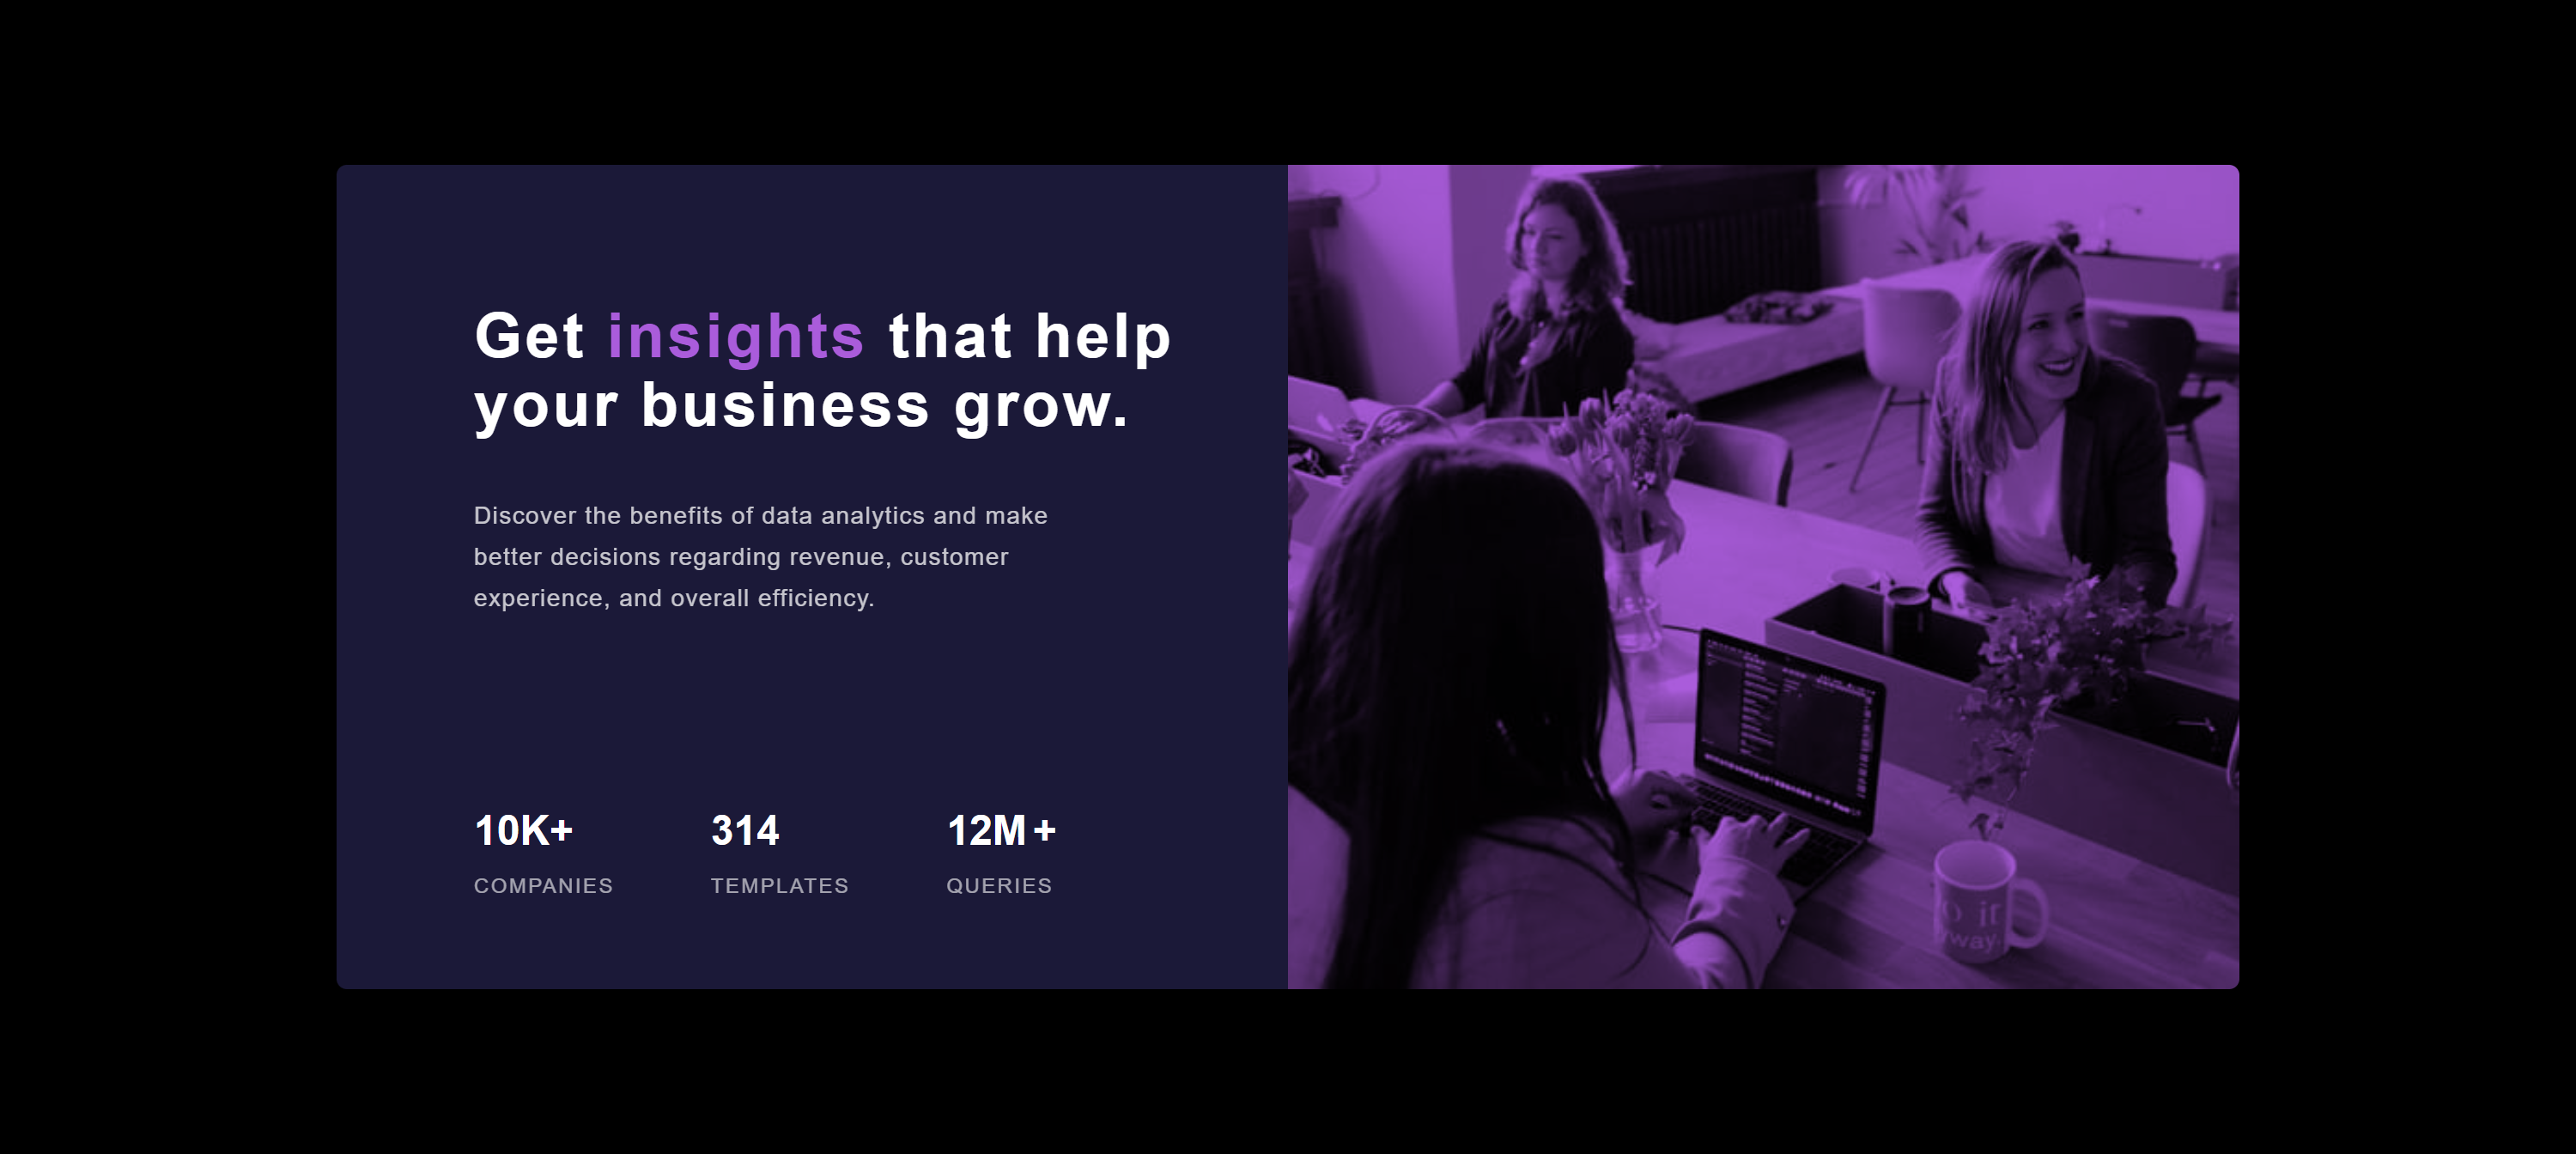 Get insights that help
your business grow.
Discover the benefits of data analytics and make
better decisions regarding revenue, customer
experience, and overall efficiency.
10K+
COMPANIES
314
TEMPLATES
12M+
QUERIES